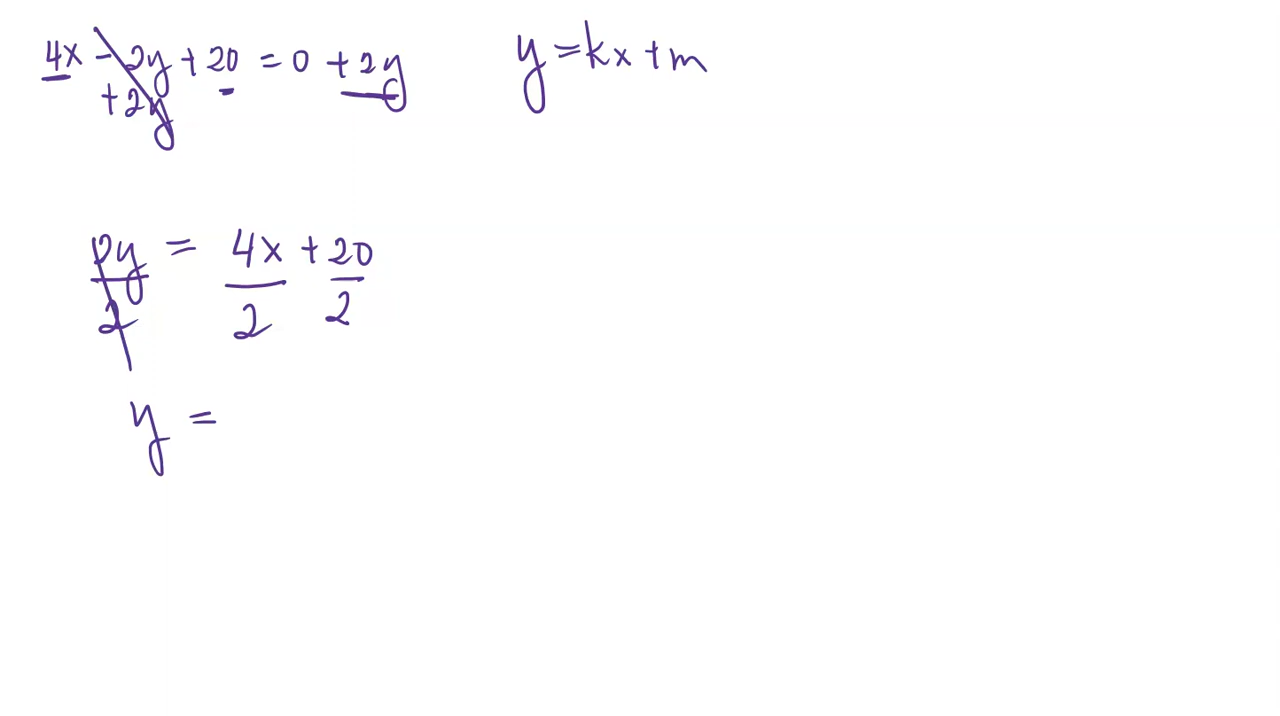 4x - 2y + 20 = 0 + 2y
+ 2y
y = kx + m
2y = 4x + 20
2 2 2
y =